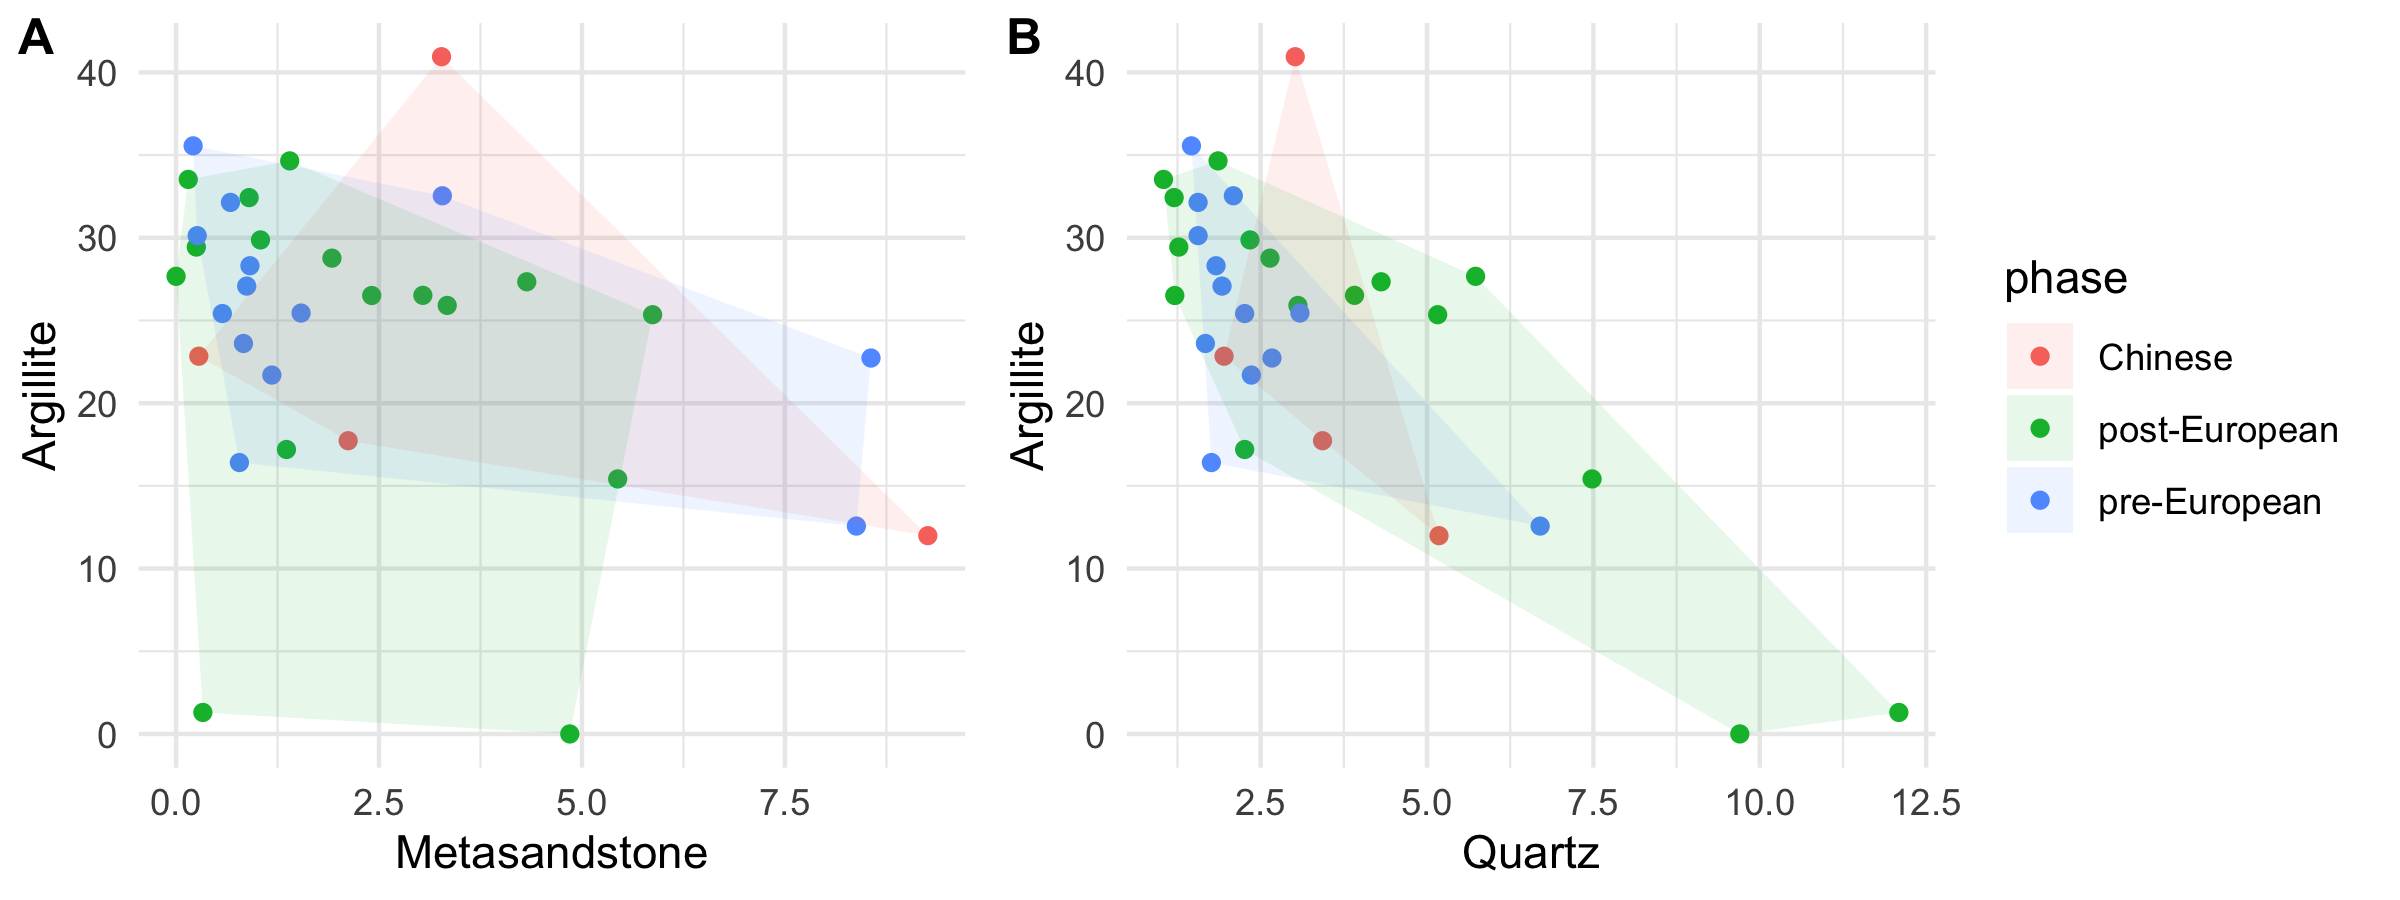 A
40
30
20
10
0
Argillite
0.0 2.5 5.0 7.5
Metasandstone
B
40
30
20
10
0
Argillite
2.5 5.0 7.5 10.0 12.5
Quartz
phase
Chinese
post-European
pre-European